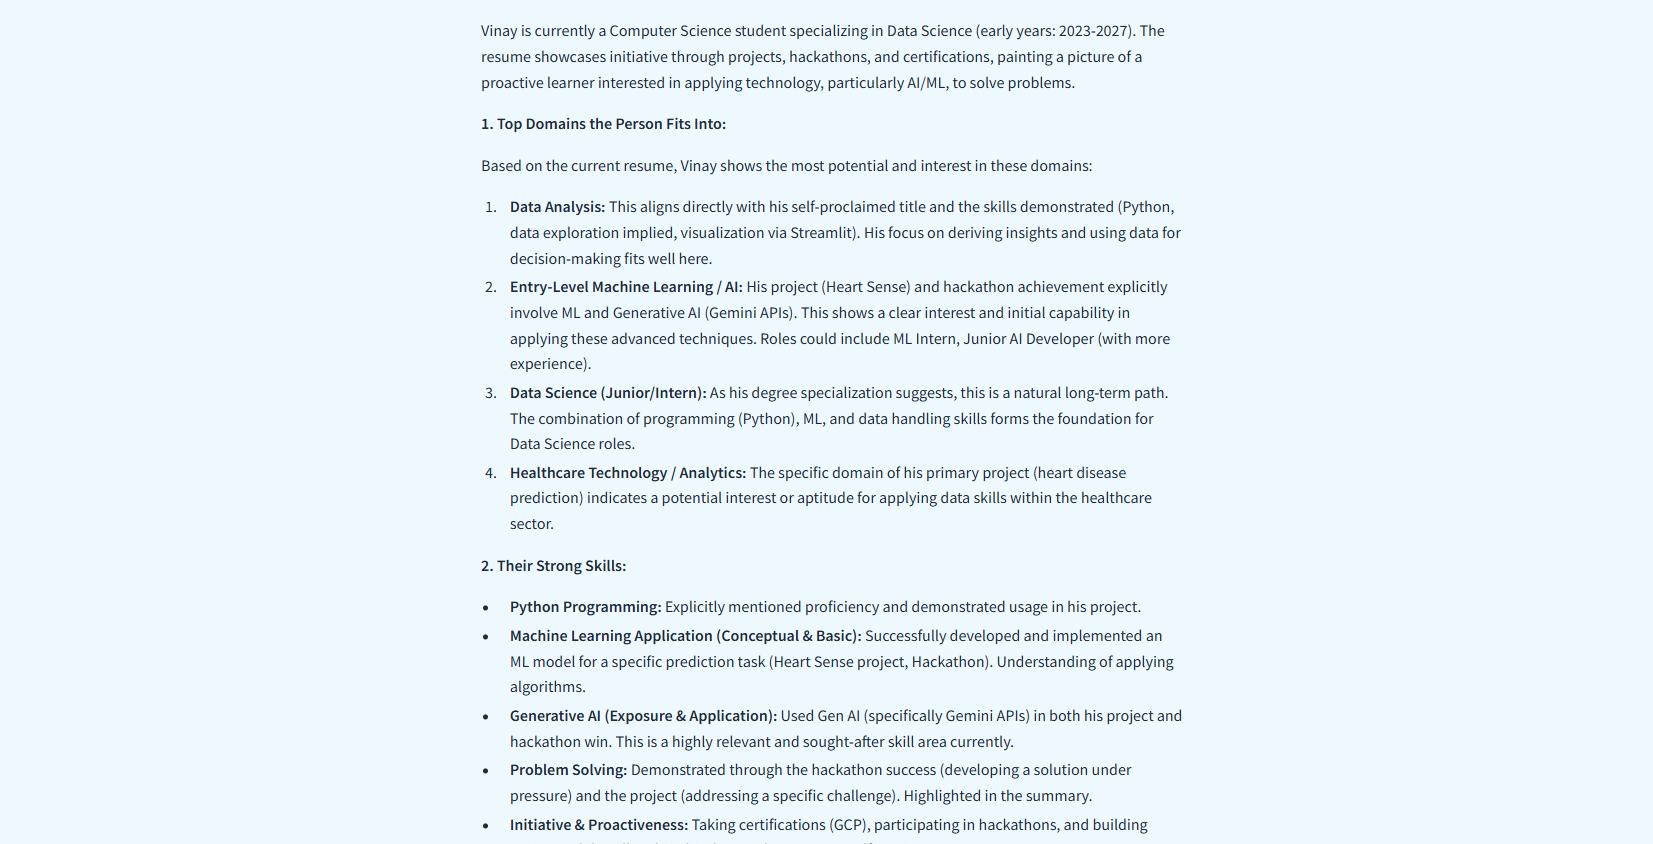 Vinay is currently a Computer Science student specializing in Data Science (early years: 2023-2027). The
resume showcases initiative through projects, hackathons, and certifications, painting a picture of a
proactive learner interested in applying technology, particularly AI/ML, to solve problems.
1. Top Domains the Person Fits Into:
Based on the current resume, Vinay shows the most potential and interest in these domains:
1. Data Analysis: This aligns directly with his self-proclaimed title and the skills demonstrated (Python,
data exploration implied, visualization via Streamlit). His focus on deriving insights and using data for
decision-making fits well here.
2. Entry-Level Machine Learning / AI: His project (Heart Sense) and hackathon achievement explicitly
involve ML and Generative AI (Gemini APIs). This shows a clear interest and initial capability in
applying these advanced techniques. Roles could include ML Intern, Junior AI Developer (with more
experience).
3. Data Science (Junior/Intern): As his degree specialization suggests, this is a natural long-term path.
The combination of programming (Python), ML, and data handling skills forms the foundation for
Data Science roles.
4. Healthcare Technology / Analytics: The specific domain of his primary project (heart disease
prediction) indicates a potential interest or aptitude for applying data skills within the healthcare
sector.
2. Their Strong Skills:
• Python Programming: Explicitly mentioned proficiency and demonstrated usage in his project.
• Machine Learning Application (Conceptual & Basic): Successfully developed and implemented an
ML model for a specific prediction task (Heart Sense project, Hackathon). Understanding of applying
algorithms.
• Generative AI (Exposure & Application): Used Gen AI (specifically Gemini APIs) in both his project and
hackathon win. This is a highly relevant and sought-after skill area currently.
• Problem Solving: Demonstrated through the hackathon success (developing a solution under
pressure) and the project (addressing a specific challenge). Highlighted in the summary.
• Initiative & Proactiveness: Taking certifications (GCP), participating in hackathons, and building